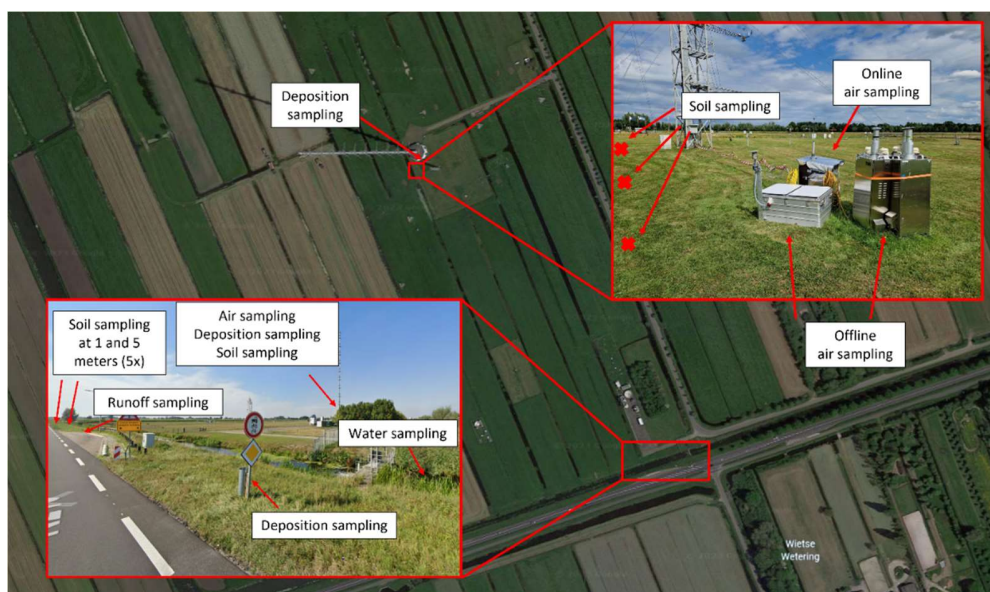 Deposition
sampling
Soil sampling
Online
air sampling
Offline
air sampling
Soil sampling
at 1 and 5
meters (5x)
Runoff sampling
Air sampling
Deposition sampling
Soil sampling
Water sampling
Deposition sampling
Wietse
Wetering